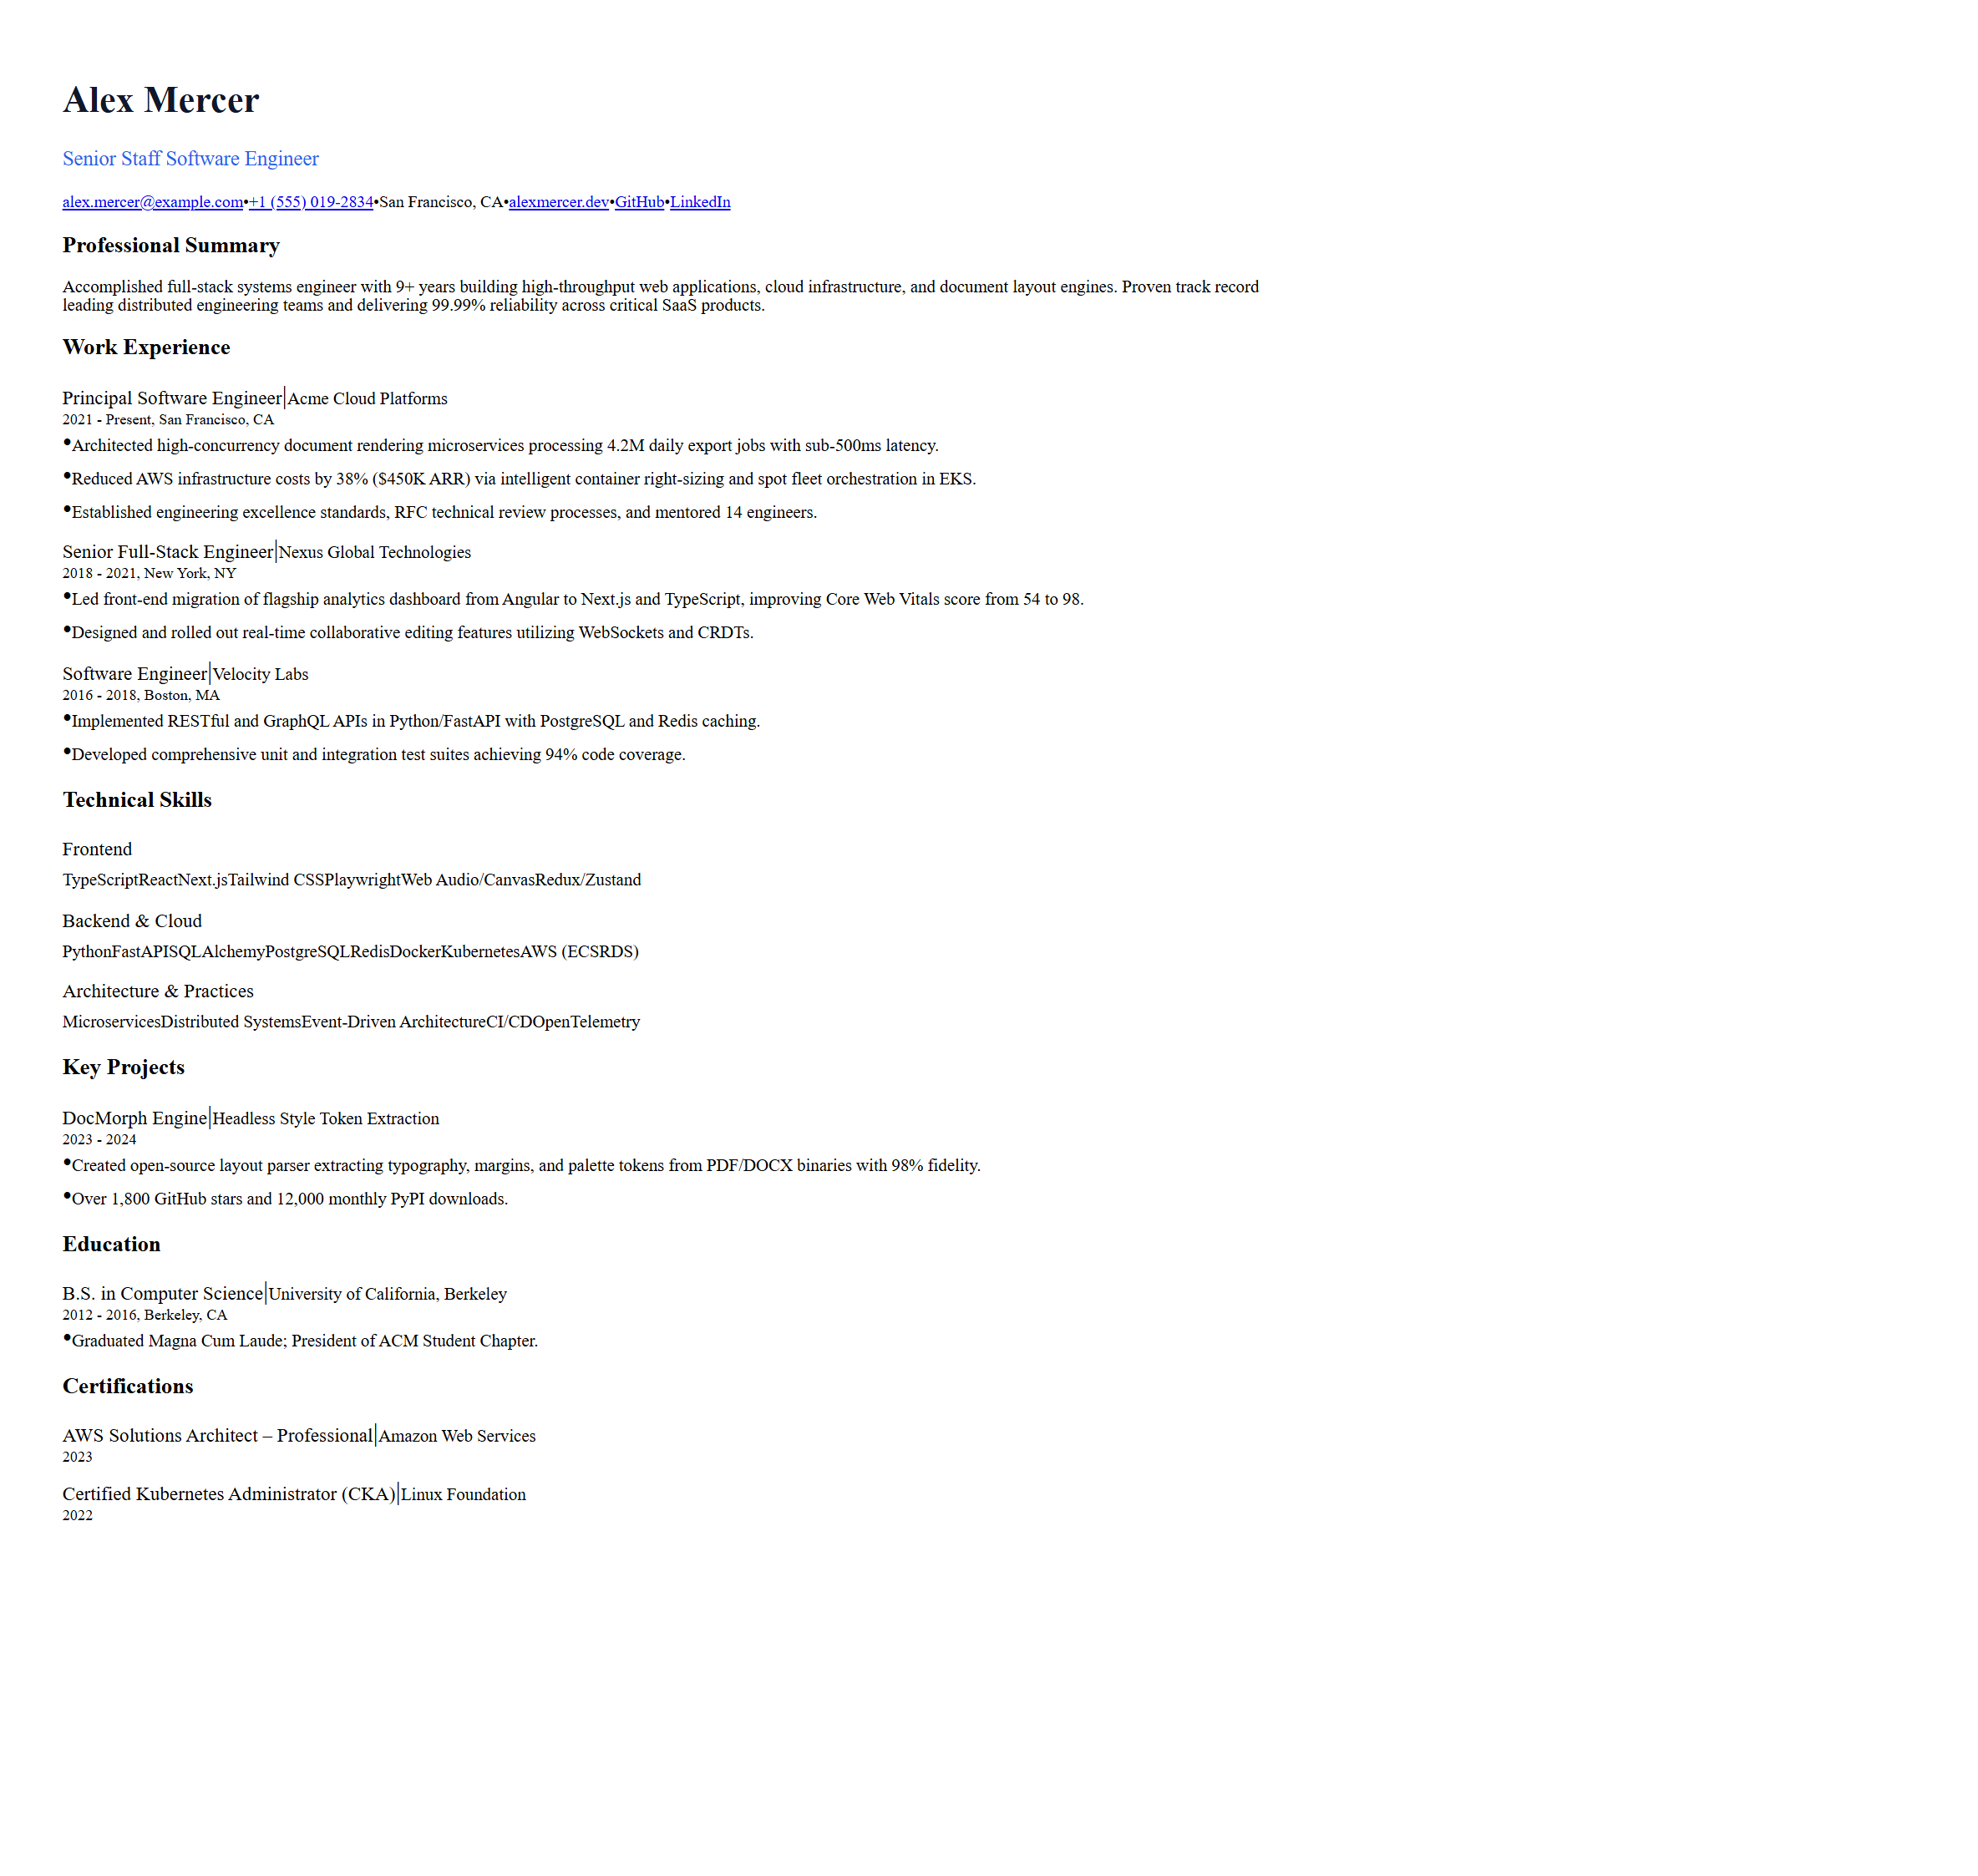 Alex Mercer
Senior Staff Software Engineer
alex.mercer@example.com•+1 (555) 019-2834•San Francisco, CA•alexmercer.dev•GitHub•LinkedIn
Professional Summary
Accomplished full-stack systems engineer with 9+ years building high-throughput web applications, cloud infrastructure, and document layout engines. Proven track record
leading distributed engineering teams and delivering 99.99% reliability across critical SaaS products.
Work Experience
Principal Software Engineer|Acme Cloud Platforms
2021 - Present, San Francisco, CA
•Architected high-concurrency document rendering microservices processing 4.2M daily export jobs with sub-500ms latency.
•Reduced AWS infrastructure costs by 38% ($450K ARR) via intelligent container right-sizing and spot fleet orchestration in EKS.
•Established engineering excellence standards, RFC technical review processes, and mentored 14 engineers.
Senior Full-Stack Engineer|Nexus Global Technologies
2018 - 2021, New York, NY
•Led front-end migration of flagship analytics dashboard from Angular to Next.js and TypeScript, improving Core Web Vitals score from 54 to 98.
•Designed and rolled out real-time collaborative editing features utilizing WebSockets and CRDTs.
Software Engineer|Velocity Labs
2016 - 2018, Boston, MA
•Implemented RESTful and GraphQL APIs in Python/FastAPI with PostgreSQL and Redis caching.
•Developed comprehensive unit and integration test suites achieving 94% code coverage.
Technical Skills
Frontend
TypeScriptReactNext.jsTailwind CSSPlaywrightWeb Audio/CanvasRedux/Zustand
Backend & Cloud
PythonFastAPISQLAlchemyPostgreSQLRedisDockerKubernetesAWS (ECSRDS)
Architecture & Practices
MicroservicesDistributed SystemsEvent-Driven ArchitectureCI/CDOpenTelemetry
Key Projects
DocMorph Engine|Headless Style Token Extraction
2023 - 2024
•Created open-source layout parser extracting typography, margins, and palette tokens from PDF/DOCX binaries with 98% fidelity.
•Over 1,800 GitHub stars and 12,000 monthly PyPI downloads.
Education
B.S. in Computer Science|University of California, Berkeley
2012 - 2016, Berkeley, CA
•Graduated Magna Cum Laude; President of ACM Student Chapter.
Certifications
AWS Solutions Architect – Professional|Amazon Web Services
2023
Certified Kubernetes Administrator (CKA)|Linux Foundation
2022